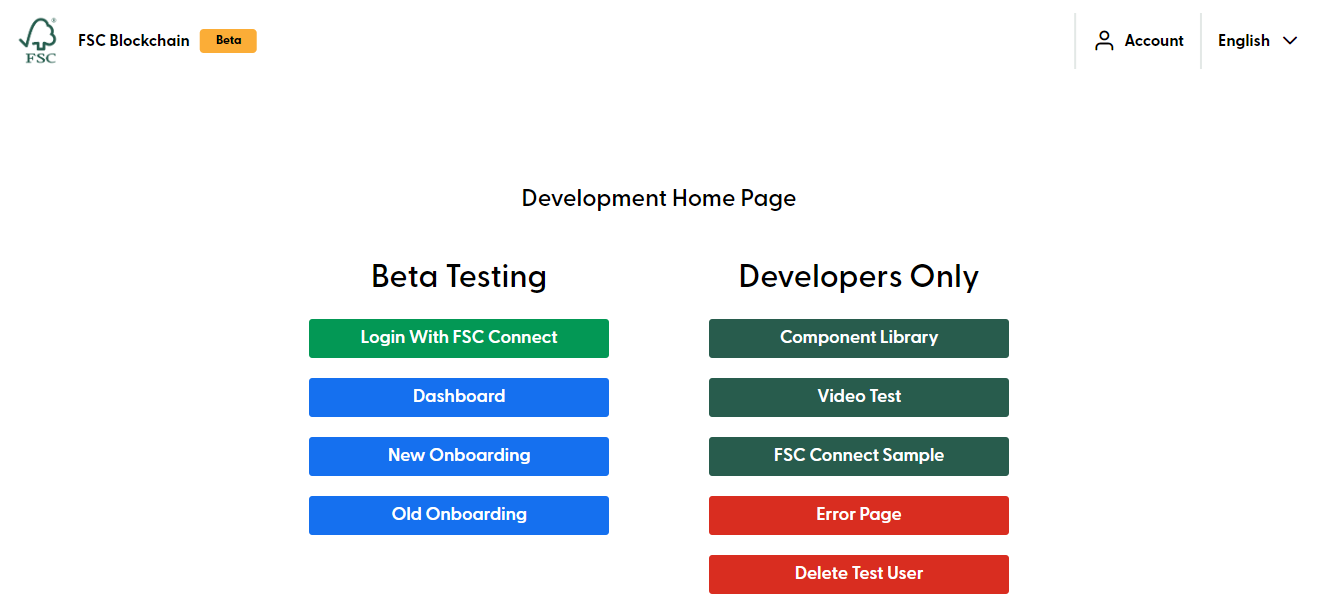 FSC
FSC Blockchain
Beta
Account
English
Development Home Page
Beta Testing
Login With FSC Connect
Dashboard
New Onboarding
Old Onboarding
Developers Only
Component Library
Video Test
FSC Connect Sample
Error Page
Delete Test User